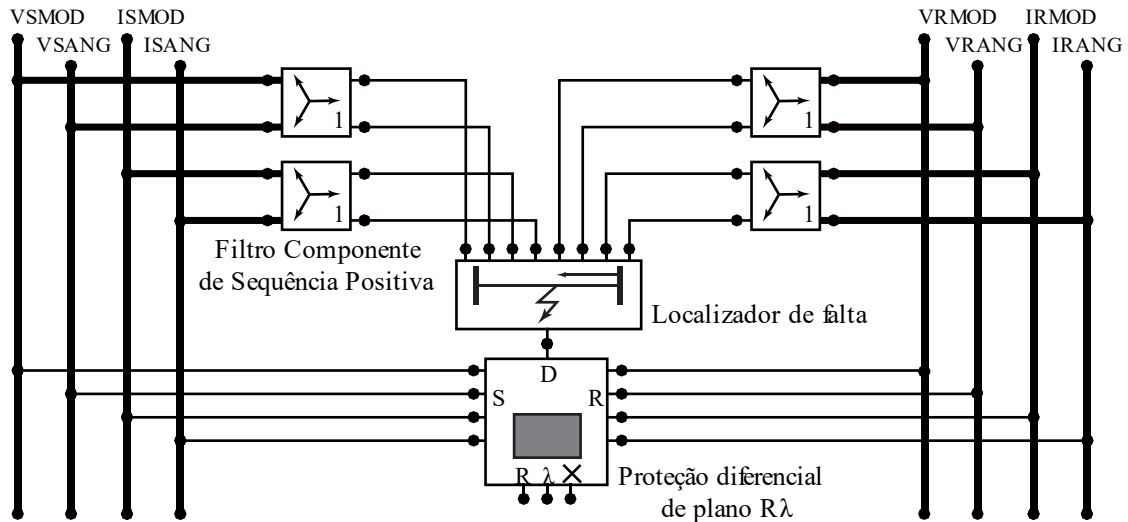 VSMOD ISMOD VRMOD IRMOD
VSANG ISANG VRANG IRANG
1 1
1 1
Filtro Componente
de Sequência Positiva
Localizador de falta
D
S R
R λ
Proteção diferencial
de plano Rλ